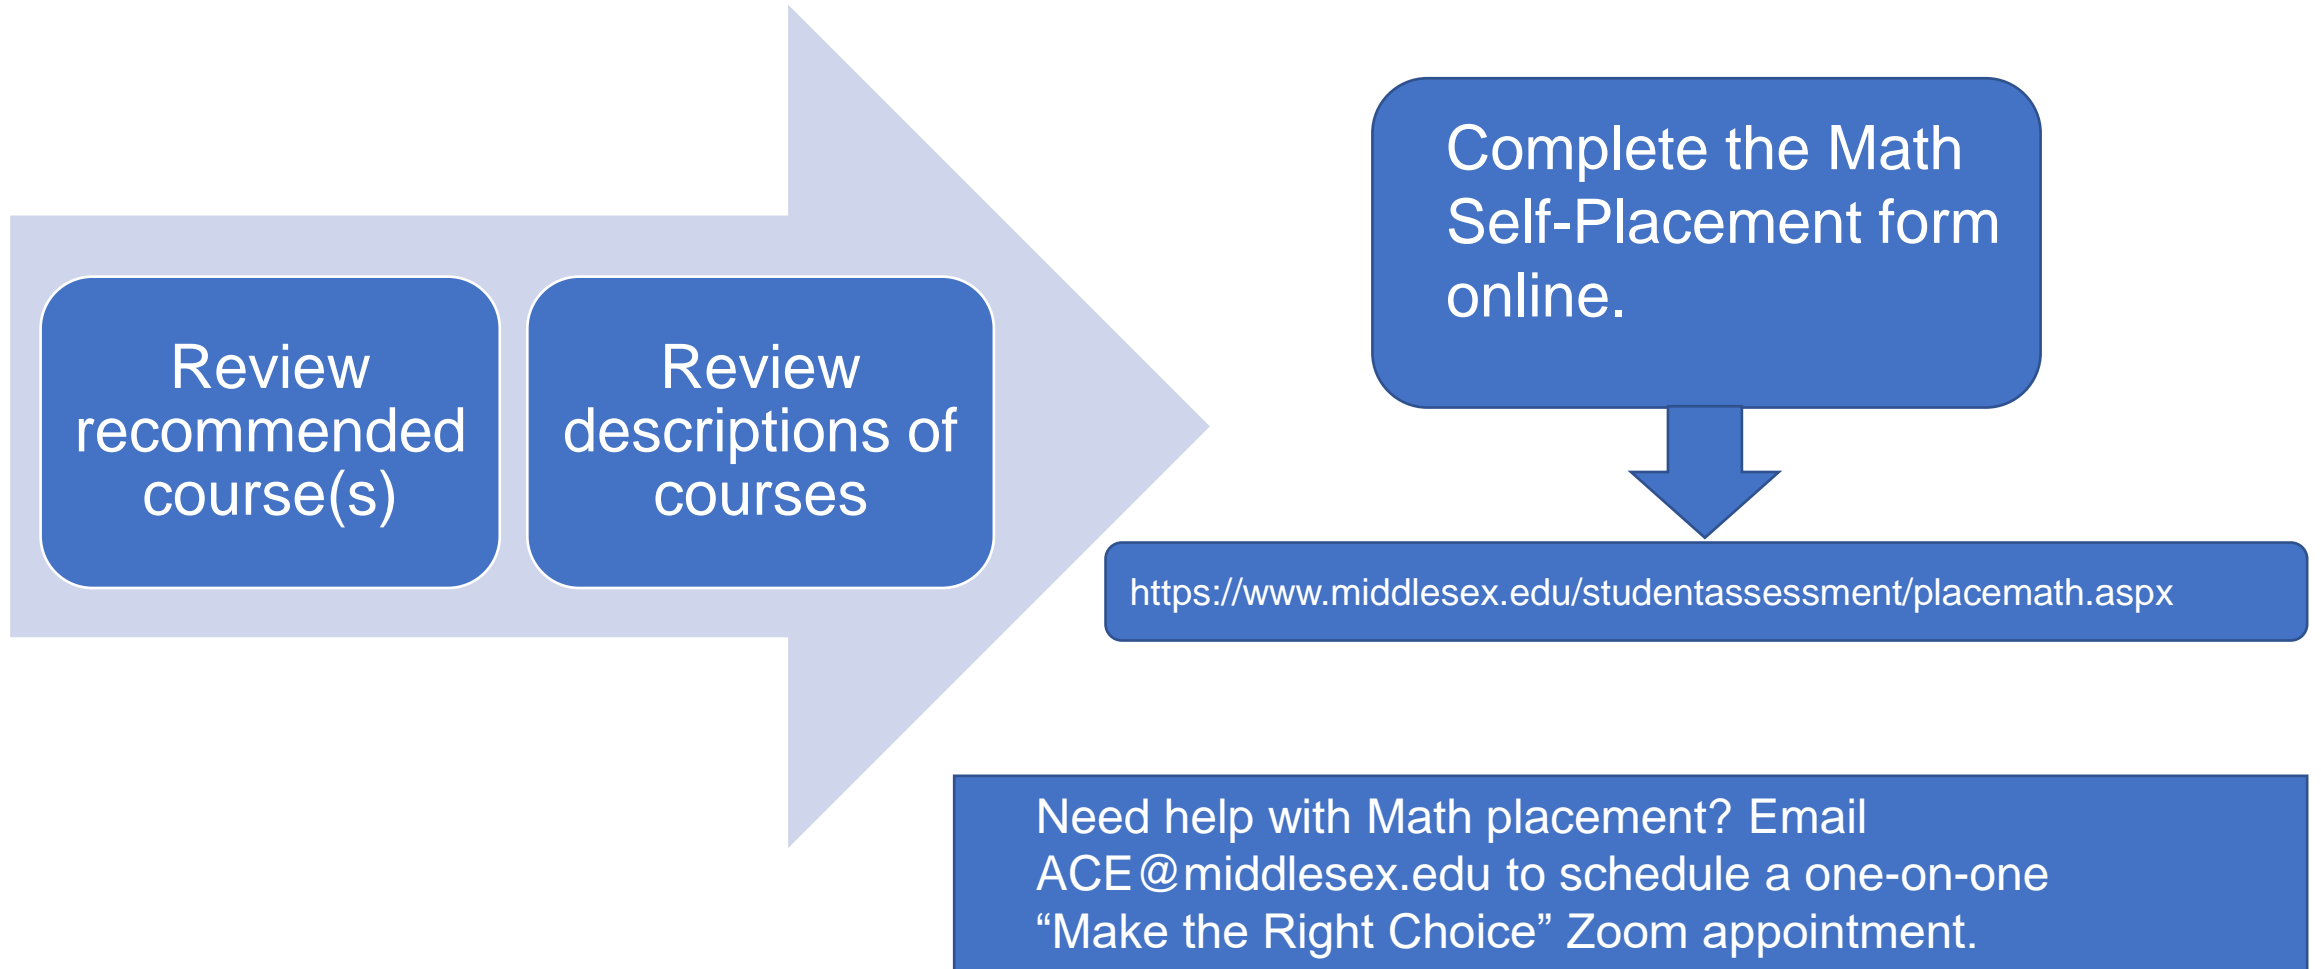 Review
recommended
course(s)
Review
descriptions of
courses
Complete the Math
Self-Placement form
online.
https://www.middlesex.edu/studentassessment/placemath.aspx
Need help with Math placement? Email
ACE@middlesex.edu to schedule a one-on-one
“Make the Right Choice” Zoom appointment.